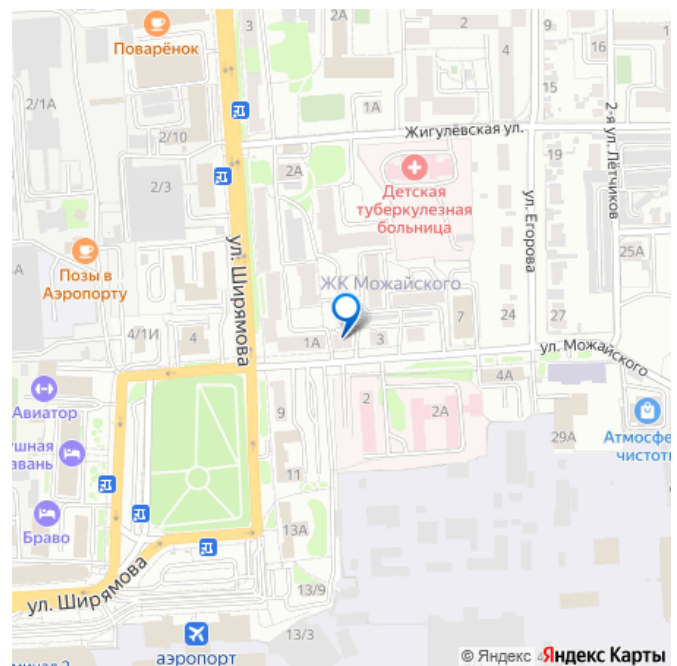 3
2А
2
4
9
16
Поварёнок
2/1А
1А
15
2/10
Жигулёвская ул.
2-я ул. Лётчиков
2А
19
2/3
Детская
туберкулезная
больница
ул. Егорова
ул. Ширямова
25А
Позы в
Аэропорту
ЖК Можайского
4/1И
4
1А
3
7
24
27
ул. Можайского
Авиатор
9
2
2А
4А
29А
Атмосфе
чистот
ушная
авань
11
Браво
13А
ул. Ширямова
13/9
13/3
аэропорт
© Яндекс
Яндекс Карты